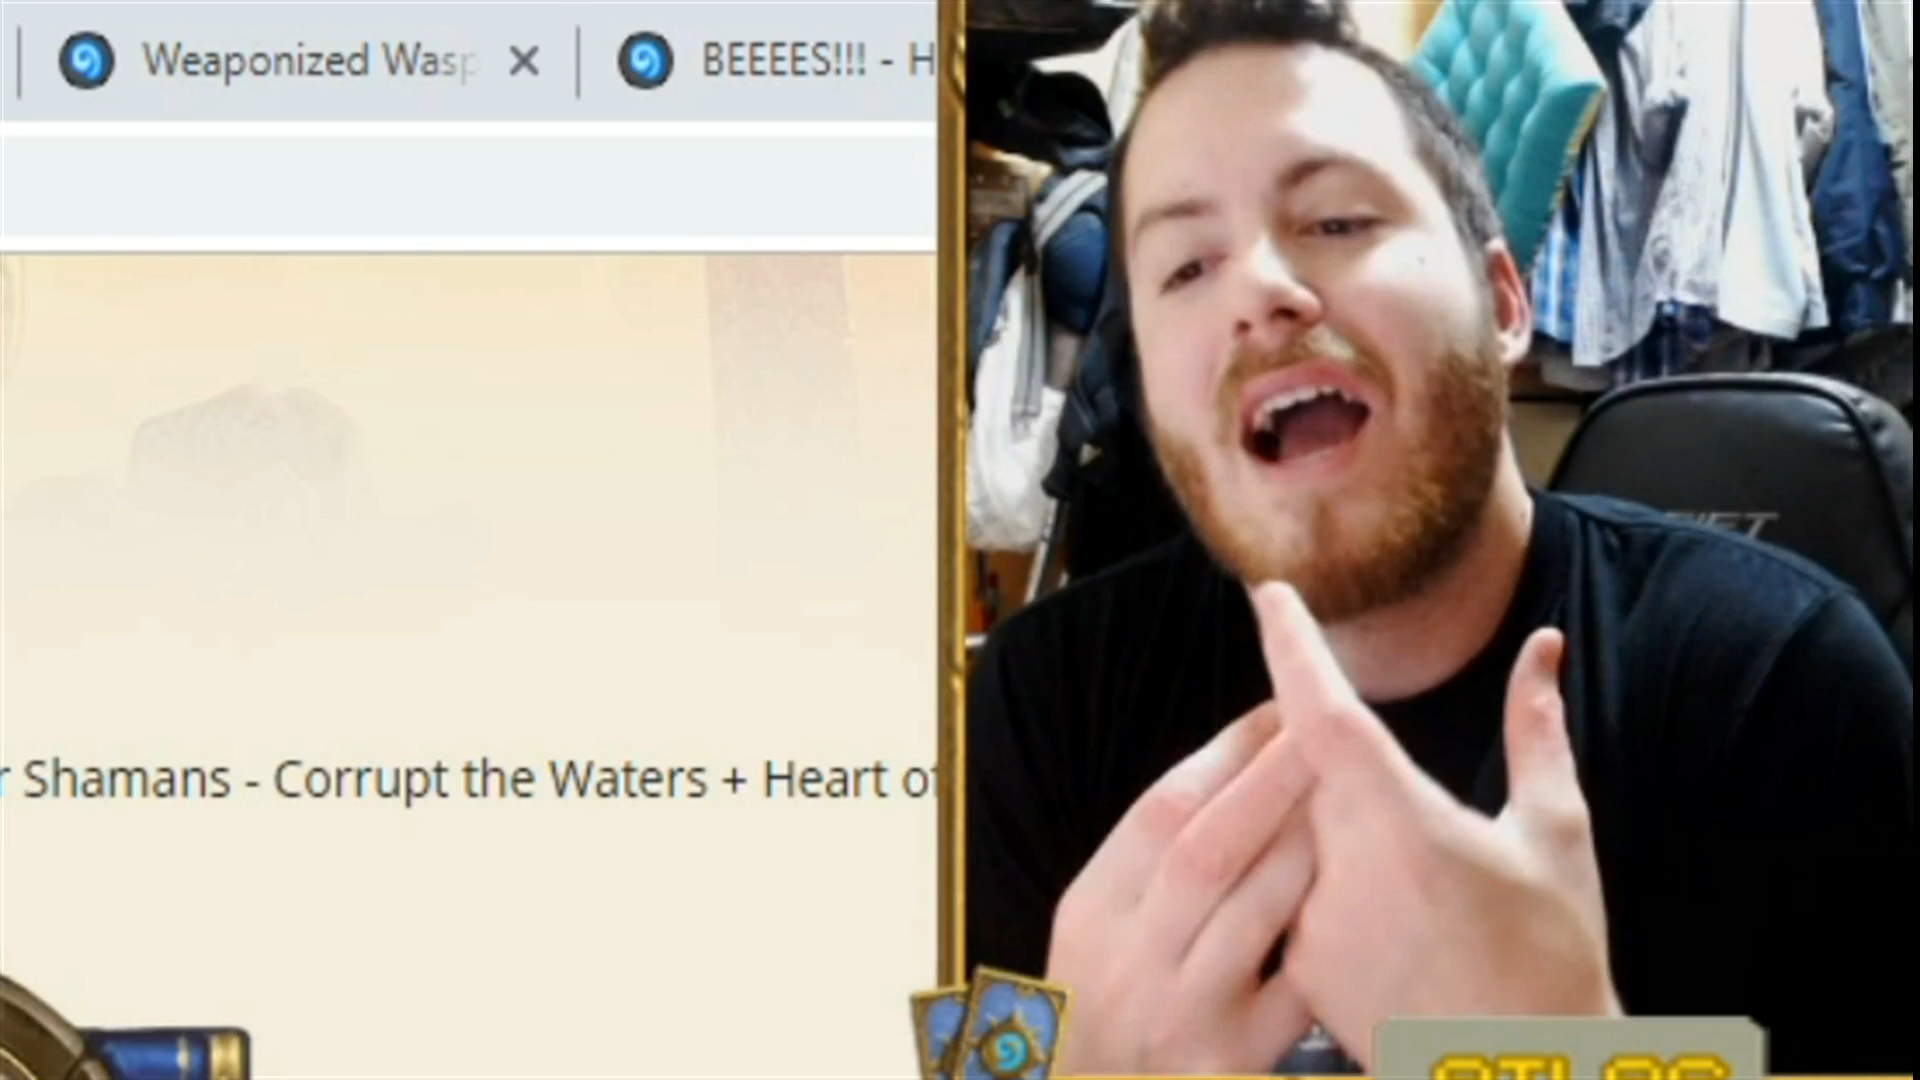 Weaponized Wasp
BEEEES!!! - H
r Shamans - Corrupt the Waters + Heart of